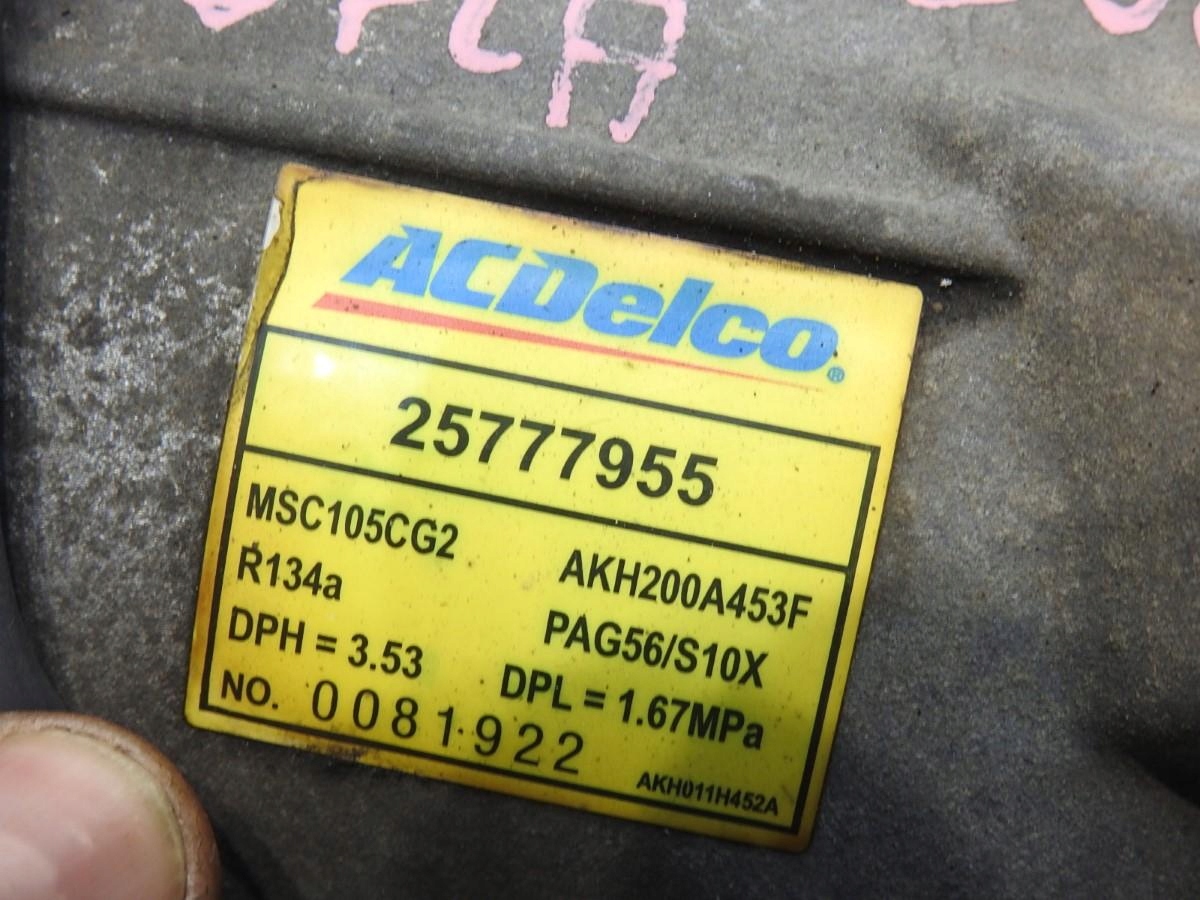 ACDelco®
25777955
MSC105CG2 AKH200A453F
R134a PAG56/S10X
DPH = 3.53 DPL = 1.67MPa
NO. 0081922
AKH011H452A